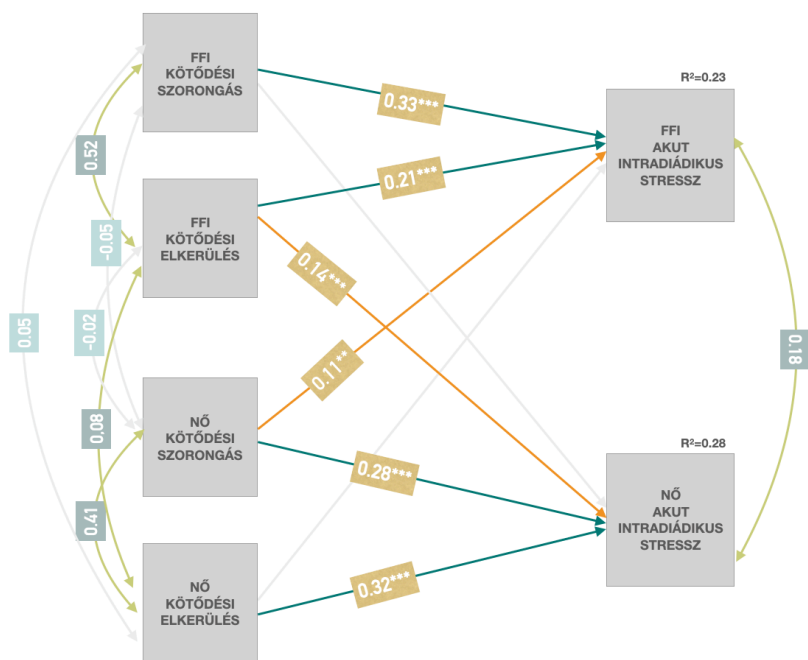 FFI
KÖTŐDÉSI
SZORONGÁS
FFI
KÖTŐDÉSI
ELKERÜLÉS
NŐ
KÖTŐDÉSI
SZORONGÁS
NŐ
KÖTŐDÉSI
ELKERÜLÉS
0.52
-0.05
0.05
-0.02
0.08
0.41
0.33***
0.21***
0.14***
0.11**
0.28***
0.32***
R²=0.23
FFI
AKUT
INTRADIÁDIKUS
STRESSZ
0.18
R²=0.28
NŐ
AKUT
INTRADIÁDIKUS
STRESSZ